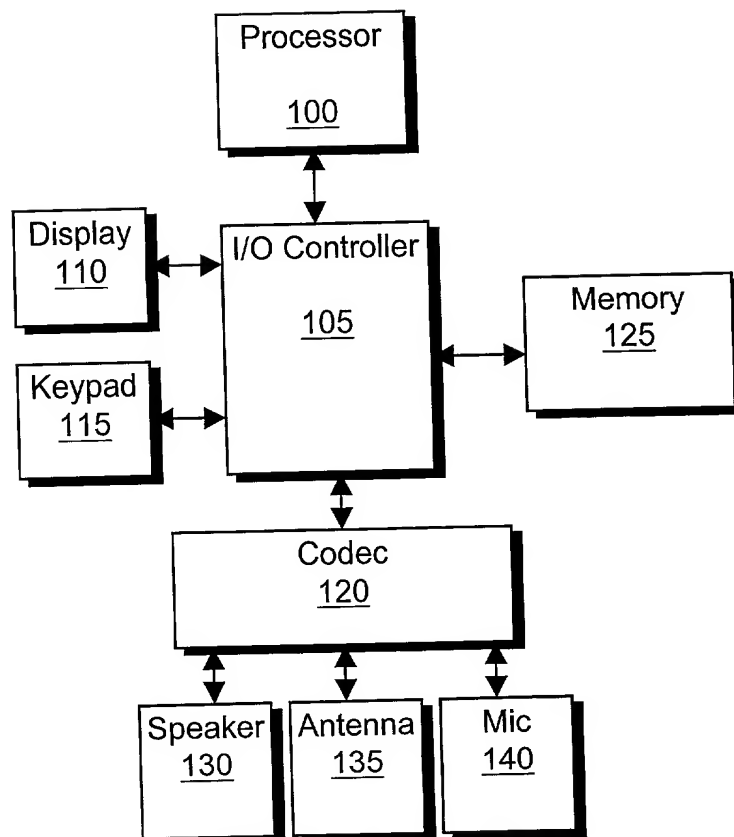 Processor
100
Display
110
I/O Controller
105
Memory
125
Keypad
115
Codec
120
Speaker
130
Antenna
135
Mic
140